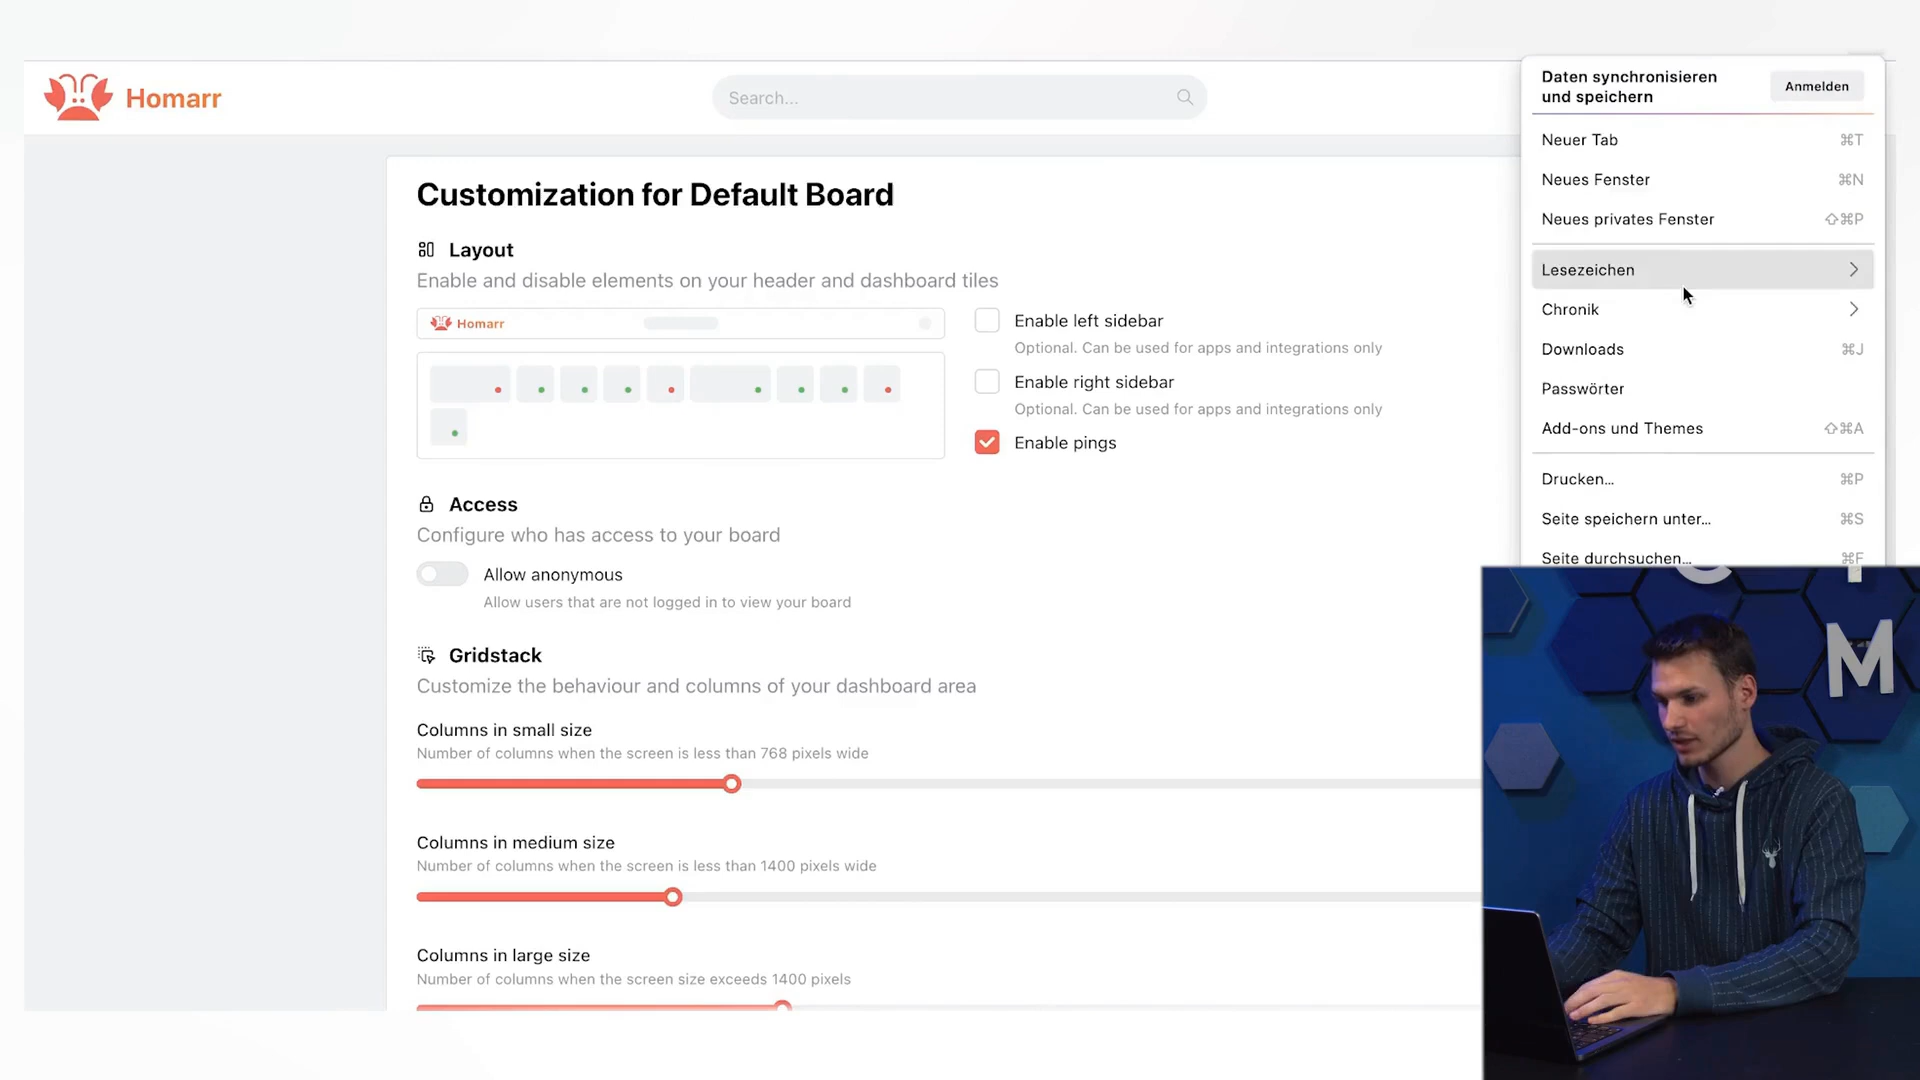 Homarr
Search...
Daten synchronisieren
und speichern
Anmelden
Neuer Tab ⌘T
Neues Fenster ⌘N
Neues privates Fenster ⇧⌘P
Lesezeichen
Chronik
Downloads ⌘J
Passwörter
Add-ons und Themes ⇧⌘A
Drucken... ⌘P
Seite speichern unter... ⌘S
Seite durchsuchen... ⌘F
Customization for Default Board
Layout
Enable and disable elements on your header and dashboard tiles
Homarr
Enable left sidebar
Optional. Can be used for apps and integrations only
Enable right sidebar
Optional. Can be used for apps and integrations only
Enable pings
Access
Configure who has access to your board
Allow anonymous
Allow users that are not logged in to view your board
Gridstack
Customize the behaviour and columns of your dashboard area
Columns in small size
Number of columns when the screen is less than 768 pixels wide
Columns in medium size
Number of columns when the screen is less than 1400 pixels wide
Columns in large size
Number of columns when the screen size exceeds 1400 pixels
M